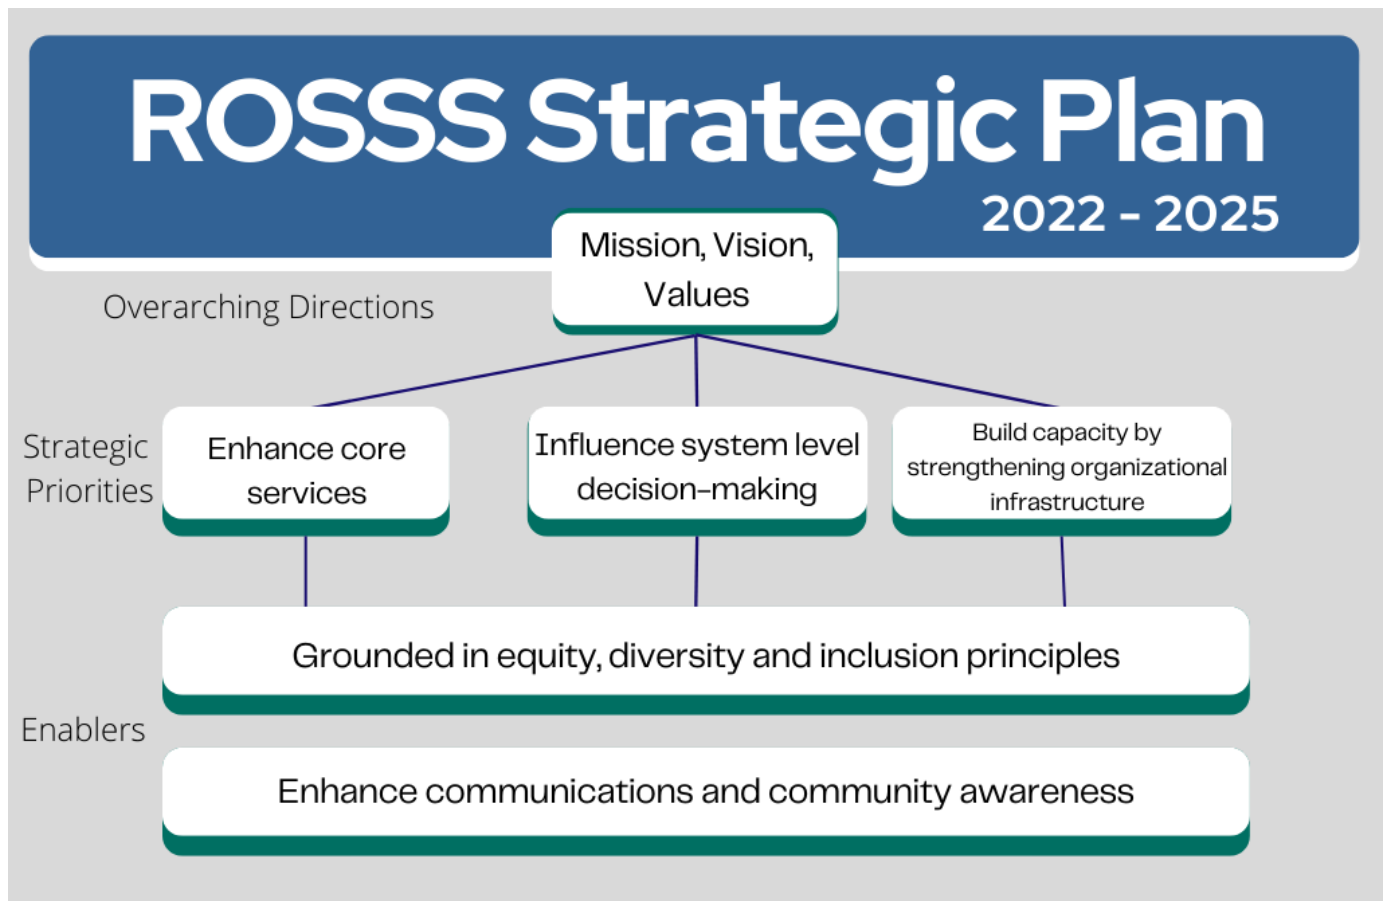 ROSSS Strategic Plan
2022 - 2025
Mission, Vision,
Values
Overarching Directions
Strategic
Priorities
Enhance core
services
Influence system level
decision-making
Build capacity by
strengthening organizational
infrastructure
Grounded in equity, diversity and inclusion principles
Enablers
Enhance communications and community awareness